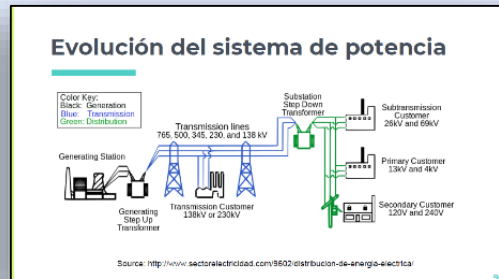 Evolución del sistema de potencia
Color Key:
Black: Generation
Blue: Transmission
Green: Distribution
Generating Station
Generating
Step Up
Transformer
Transmission lines
765, 500, 345, 230, and 138 kV
Transmission Customer
138kV or 230kV
Substation
Step Down
Transformer
Subtransmission
Customer
26kV and 69kV
Primary Customer
13kV and 4kV
Secondary Customer
120V and 240V
Source: http://www.sectorelectricidad.com/9602/distribucion-de-energia-electrica/